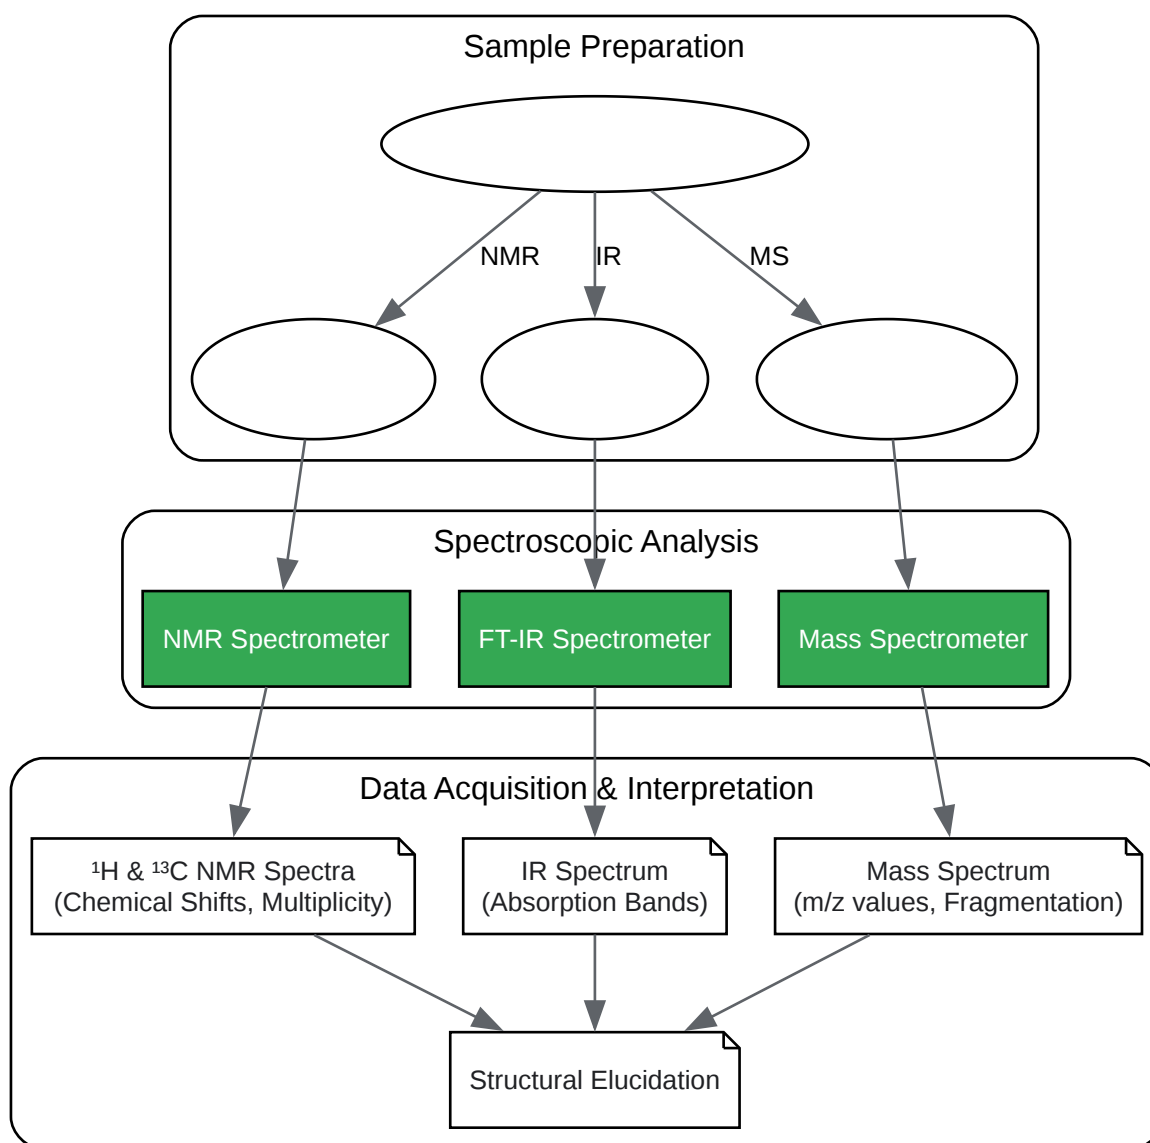 Sample Preparation
NMR
IR
MS
Spectroscopic Analysis
NMR Spectrometer
FT-IR Spectrometer
Mass Spectrometer
Data Acquisition & Interpretation
¹H & ¹³C NMR Spectra
(Chemical Shifts, Multiplicity)
IR Spectrum
(Absorption Bands)
Mass Spectrum
(m/z values, Fragmentation)
Structural Elucidation